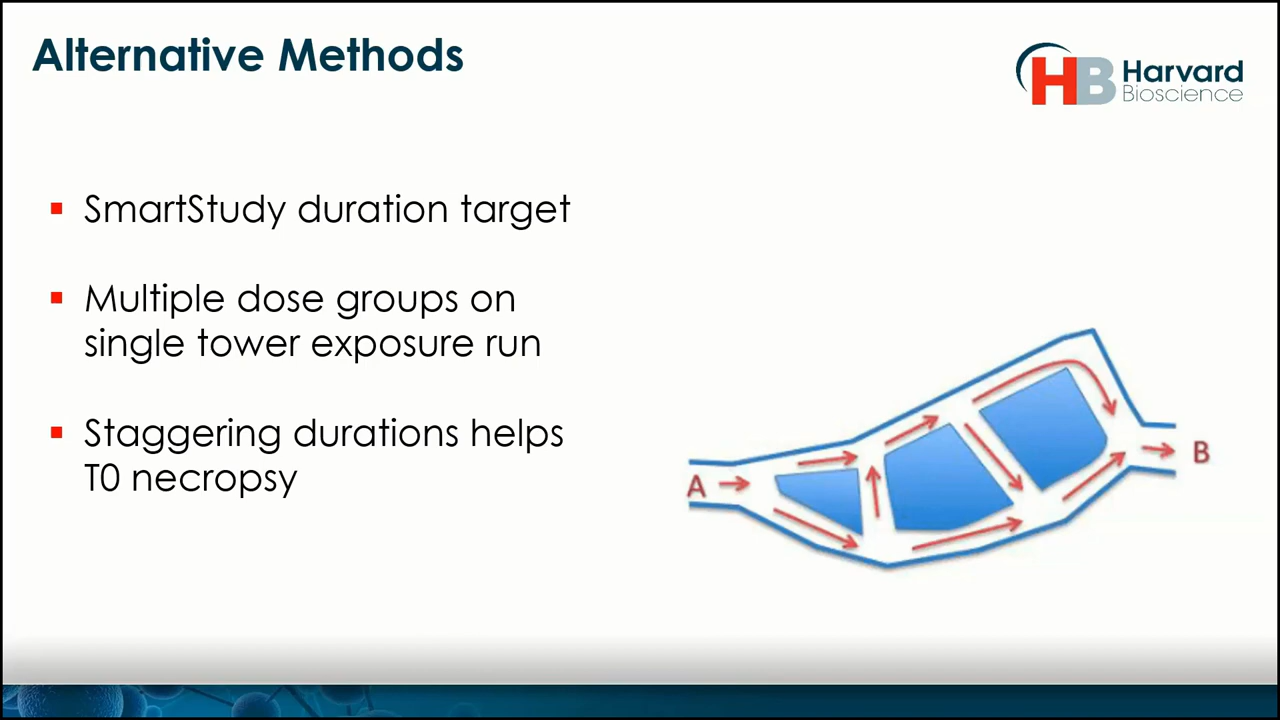 Alternative Methods
HB Harvard
Bioscience
SmartStudy duration target
Multiple dose groups on
single tower exposure run
Staggering durations helps
T0 necropsy
A
B